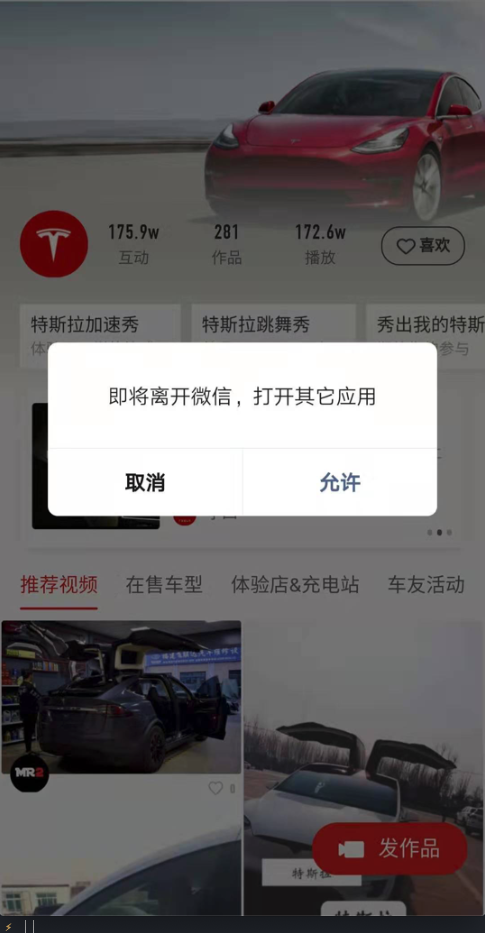 175.9w
281
172.6w
互动
作品
播放
喜欢
特斯拉加速秀
特斯拉跳舞秀
秀出我的特斯
参与
即将离开微信，打开其它应用
取消
允许
推荐视频
在售车型
体验店&充电站
车友活动
MR2
0
发作品
特斯拉
特斯拉